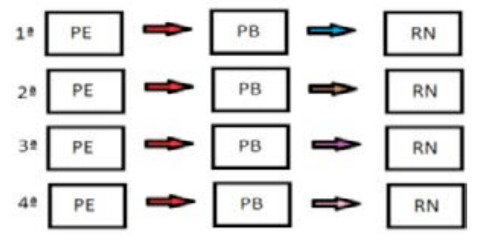 1ª PE PB RN
2ª PE PB RN
3ª PE PB RN
4ª PE PB RN